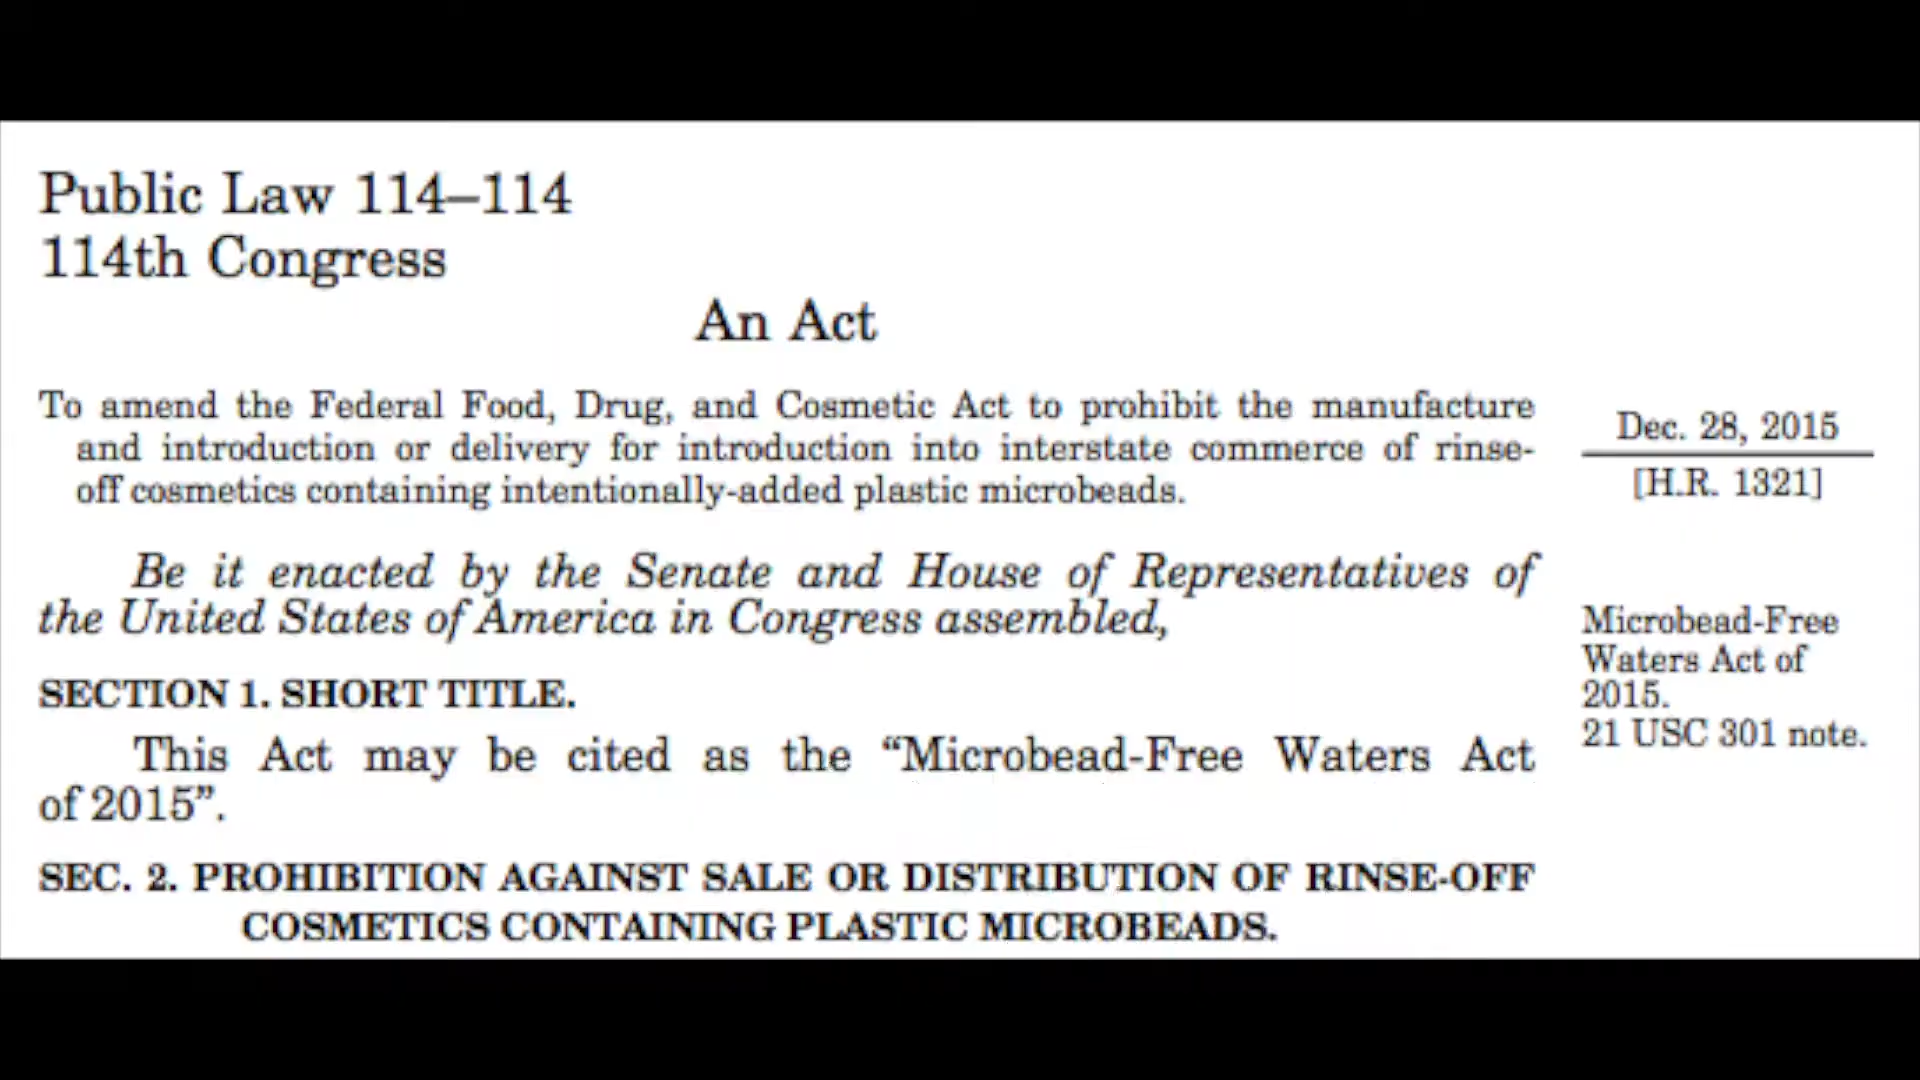 Public Law 114–114
114th Congress
An Act
To amend the Federal Food, Drug, and Cosmetic Act to prohibit the manufacture
and introduction or delivery for introduction into interstate commerce of rinse-
off cosmetics containing intentionally-added plastic microbeads.
Dec. 28, 2015
[H.R. 1321]
Be it enacted by the Senate and House of Representatives of
the United States of America in Congress assembled,
SECTION 1. SHORT TITLE.
This Act may be cited as the “Microbead-Free Waters Act
of 2015”.
Microbead-Free
Waters Act of
2015.
21 USC 301 note.
SEC. 2. PROHIBITION AGAINST SALE OR DISTRIBUTION OF RINSE-OFF
COSMETICS CONTAINING PLASTIC MICROBEADS.